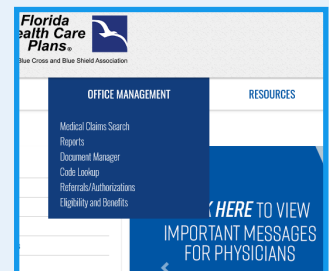 Florida
ealth Care
Plans®
Blue Cross and Blue Shield Association
OFFICE MANAGEMENT
RESOURCES
Medical Claims Search
Reports
Document Manager
Code Lookup
Referrals/Authorizations
Eligibility and Benefits
K HERE TO VIEW
IMPORTANT MESSAGES
FOR PHYSICIANS